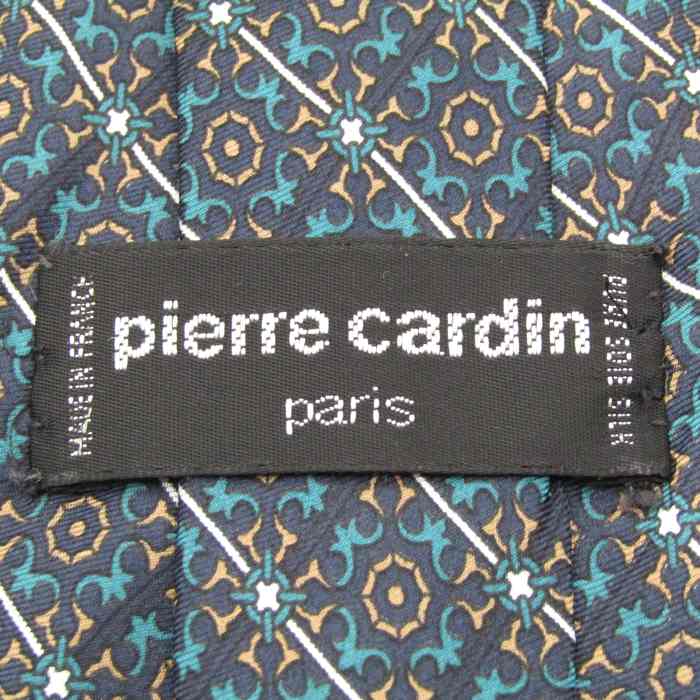 MADE IN FRANCE
pierre cardin
paris
PURE SOIE SILK